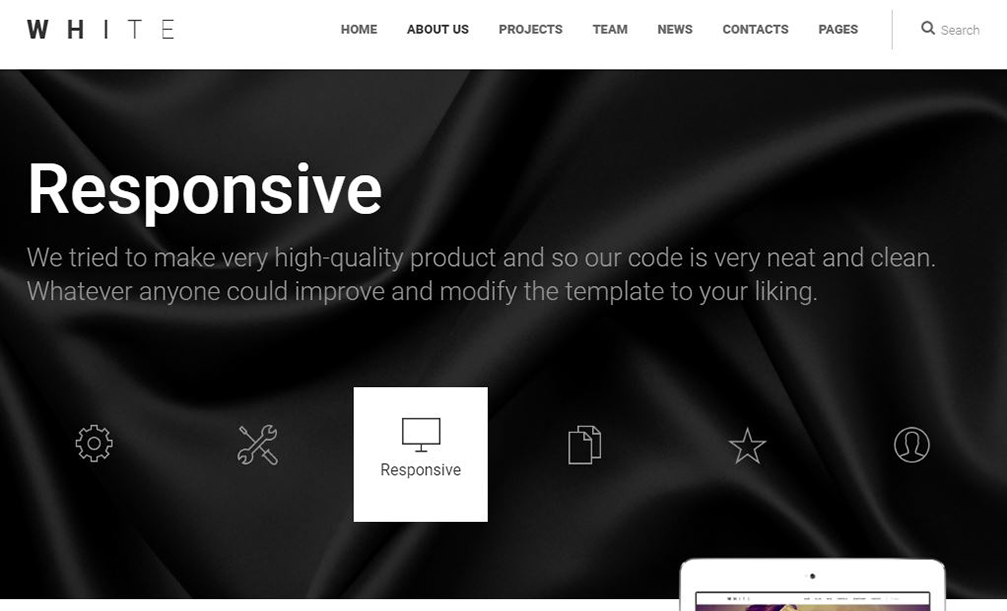 WHITE
HOME ABOUT US PROJECTS TEAM NEWS CONTACTS PAGES Search
Responsive
We tried to make very high-quality product and so our code is very neat and clean.
Whatever anyone could improve and modify the template to your liking.
Responsive
WHITE